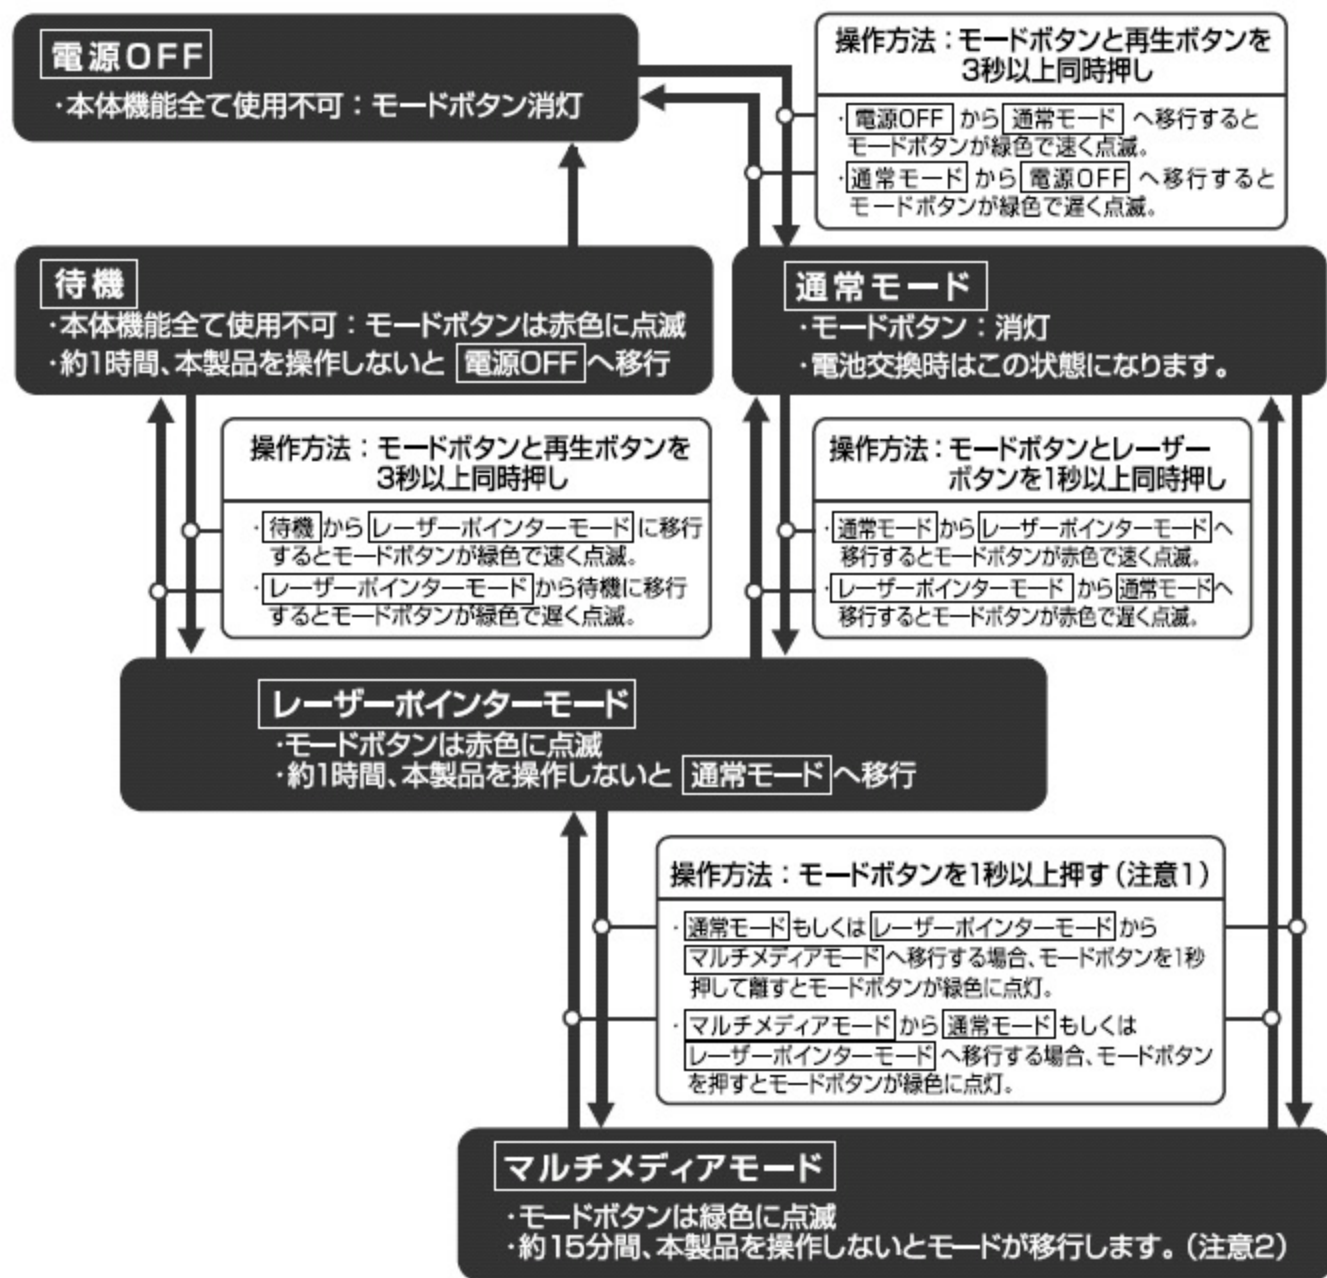 電源OFF
・本体機能全て使用不可：モードボタン消灯
操作方法：モードボタンと再生ボタンを
3秒以上同時押し
・電源OFF から 通常モード へ移行すると
モードボタンが緑色で速く点滅。
・通常モード から 電源OFF へ移行すると
モードボタンが緑色で遅く点滅。
待機
・本体機能全て使用不可：モードボタンは赤色に点滅
・約1時間、本製品を操作しないと 電源OFF へ移行
通常モード
・モードボタン：消灯
・電池交換時はこの状態になります。
操作方法：モードボタンと再生ボタンを
3秒以上同時押し
・待機 から レーザーポインターモード に移行
するとモードボタンが緑色で速く点滅。
・レーザーポインターモード から待機に移行
するとモードボタンが緑色で遅く点滅。
操作方法：モードボタンとレーザー
ボタンを1秒以上同時押し
・通常モード から レーザーポインターモード へ
移行するとモードボタンが赤色で速く点滅。
・レーザーポインターモード から 通常モード へ
移行するとモードボタンが赤色で遅く点滅。
レーザーポインターモード
・モードボタンは赤色に点滅
・約1時間、本製品を操作しないと 通常モード へ移行
操作方法：モードボタンを1秒以上押す（注意1）
・通常モード もしくは レーザーポインターモード から
マルチメディアモード へ移行する場合、モードボタンを1秒
押して離すとモードボタンが緑色に点灯。
・マルチメディアモード から 通常モード もしくは
レーザーポインターモード へ移行する場合、モードボタン
を押すとモードボタンが緑色に点灯。
マルチメディアモード
・モードボタンは緑色に点滅
・約15分間、本製品を操作しないとモードが移行します。（注意2）